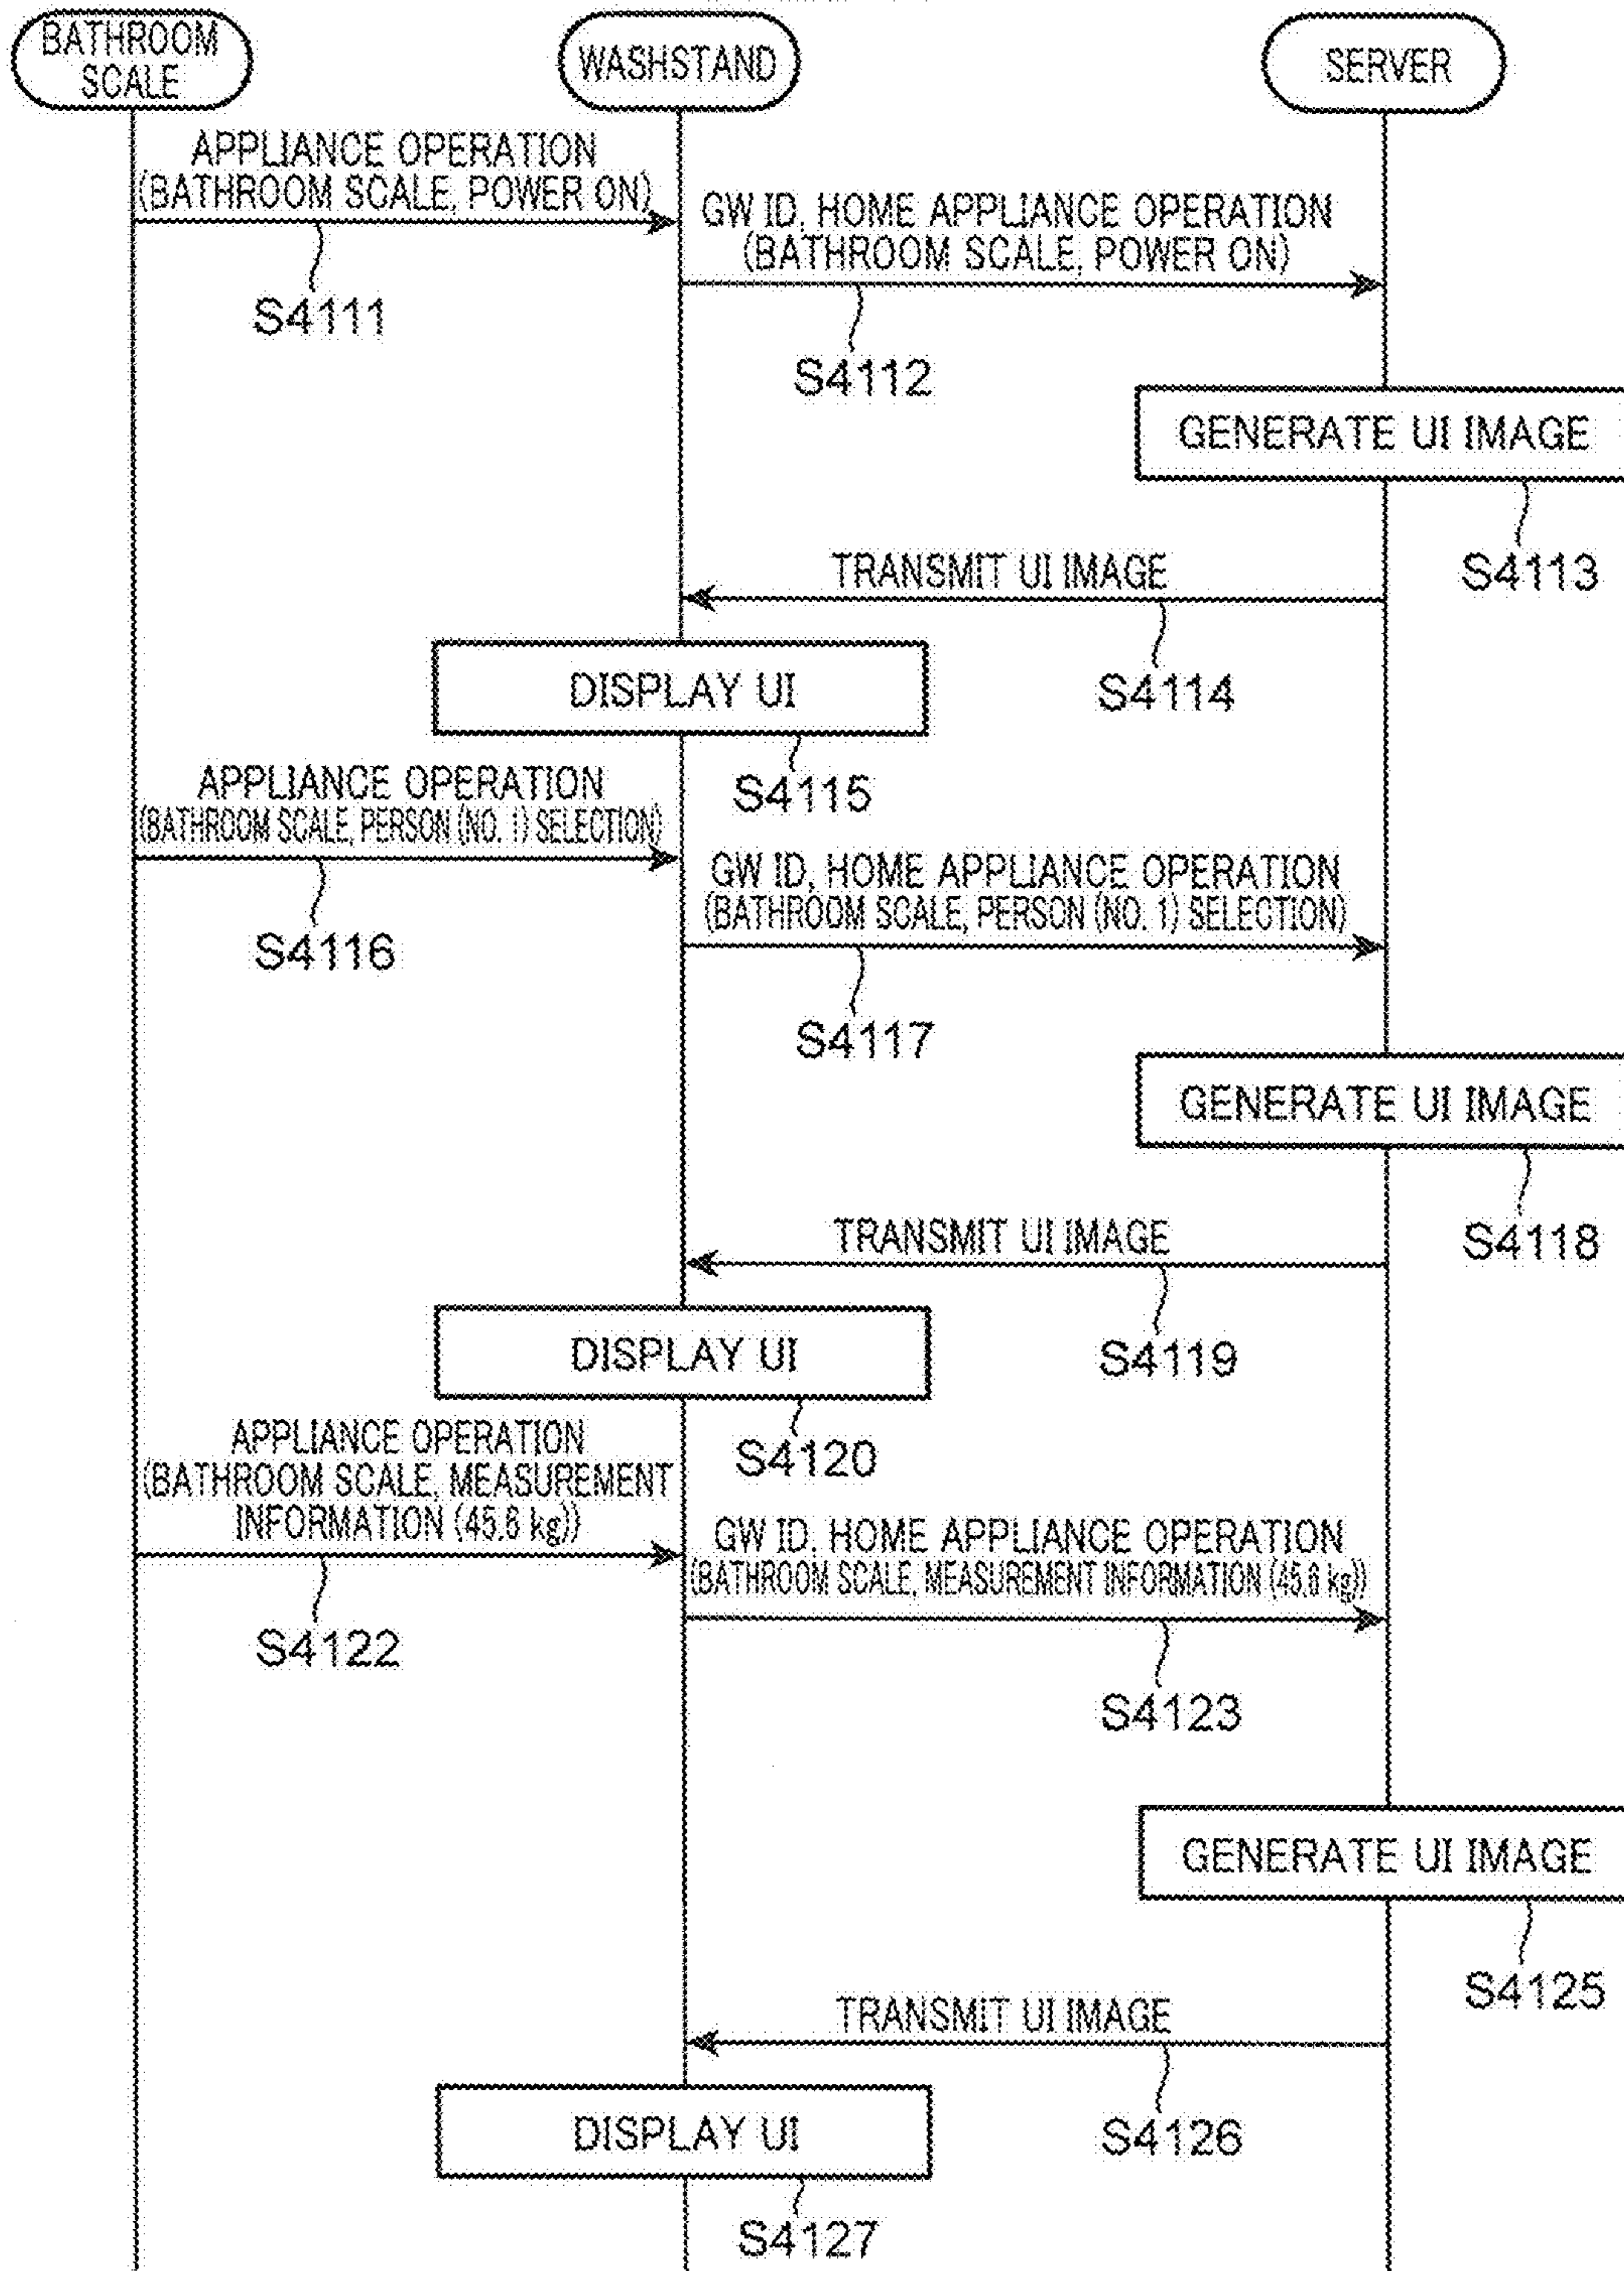 BATHROOM
SCALE
WASHSTAND
SERVER
APPLIANCE OPERATION
(BATHROOM SCALE, POWER ON)
S4111
GW ID, HOME APPLIANCE OPERATION
(BATHROOM SCALE, POWER ON)
S4112
GENERATE UI IMAGE
S4113
TRANSMIT UI IMAGE
S4114
DISPLAY UI
S4115
APPLIANCE OPERATION
(BATHROOM SCALE, PERSON (NO. 1) SELECTION)
S4116
GW ID, HOME APPLIANCE OPERATION
(BATHROOM SCALE, PERSON (NO. 1) SELECTION)
S4117
GENERATE UI IMAGE
S4118
TRANSMIT UI IMAGE
S4119
DISPLAY UI
S4120
APPLIANCE OPERATION
(BATHROOM SCALE, MEASUREMENT
INFORMATION (45.6 kg))
S4122
GW ID, HOME APPLIANCE OPERATION
(BATHROOM SCALE, MEASUREMENT INFORMATION (45.6 kg))
S4123
GENERATE UI IMAGE
S4125
TRANSMIT UI IMAGE
S4126
DISPLAY UI
S4127